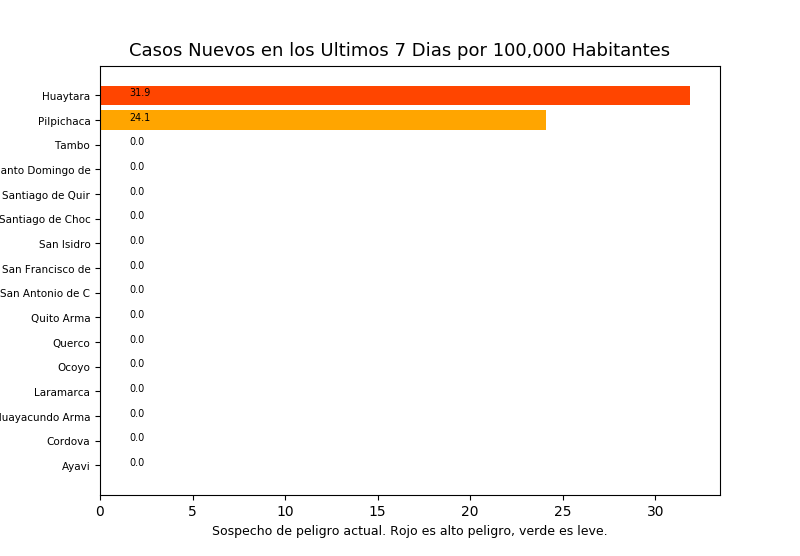 Casos Nuevos en los Ultimos 7 Dias por 100,000 Habitantes
Huaytara 31.9
Pilpichaca 24.1
Tambo 0.0
anto Domingo de 0.0
Santiago de Quir 0.0
Santiago de Choc 0.0
San Isidro 0.0
San Francisco de 0.0
San Antonio de C 0.0
Quito Arma 0.0
Querco 0.0
Ocoyo 0.0
Laramarca 0.0
uayacundo Arma 0.0
Cordova 0.0
Ayavi 0.0
0 5 10 15 20 25 30
Sospecho de peligro actual. Rojo es alto peligro, verde es leve.